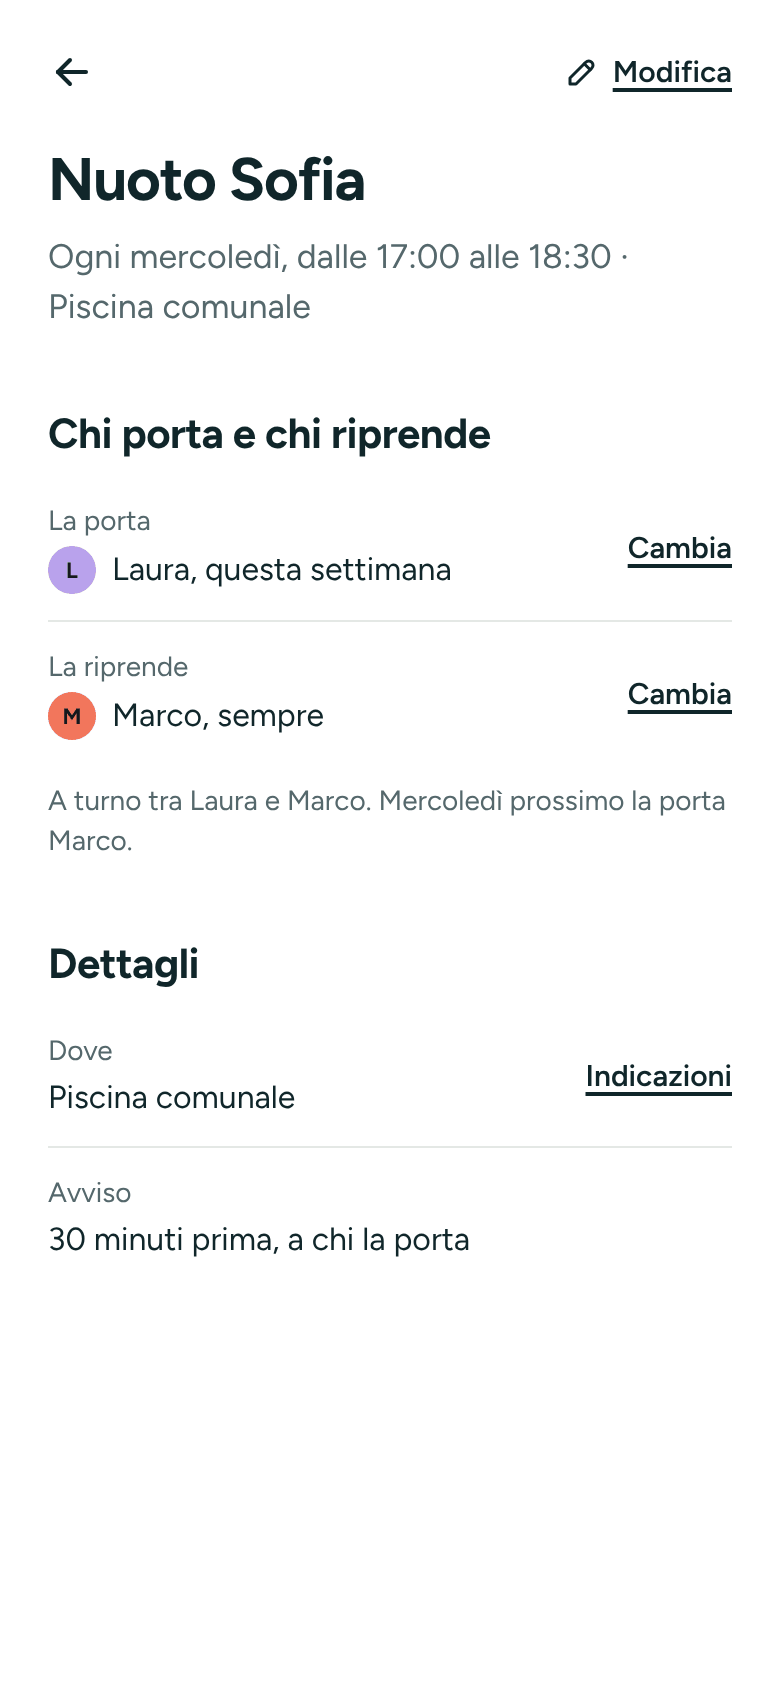 Modifica
Nuoto Sofia
Ogni mercoledì, dalle 17:00 alle 18:30 ·
Piscina comunale
Chi porta e chi riprende
La porta
L Laura, questa settimana
Cambia
La riprende
M Marco, sempre
Cambia
A turno tra Laura e Marco. Mercoledì prossimo la porta
Marco.
Dettagli
Dove
Piscina comunale
Indicazioni
Avviso
30 minuti prima, a chi la porta